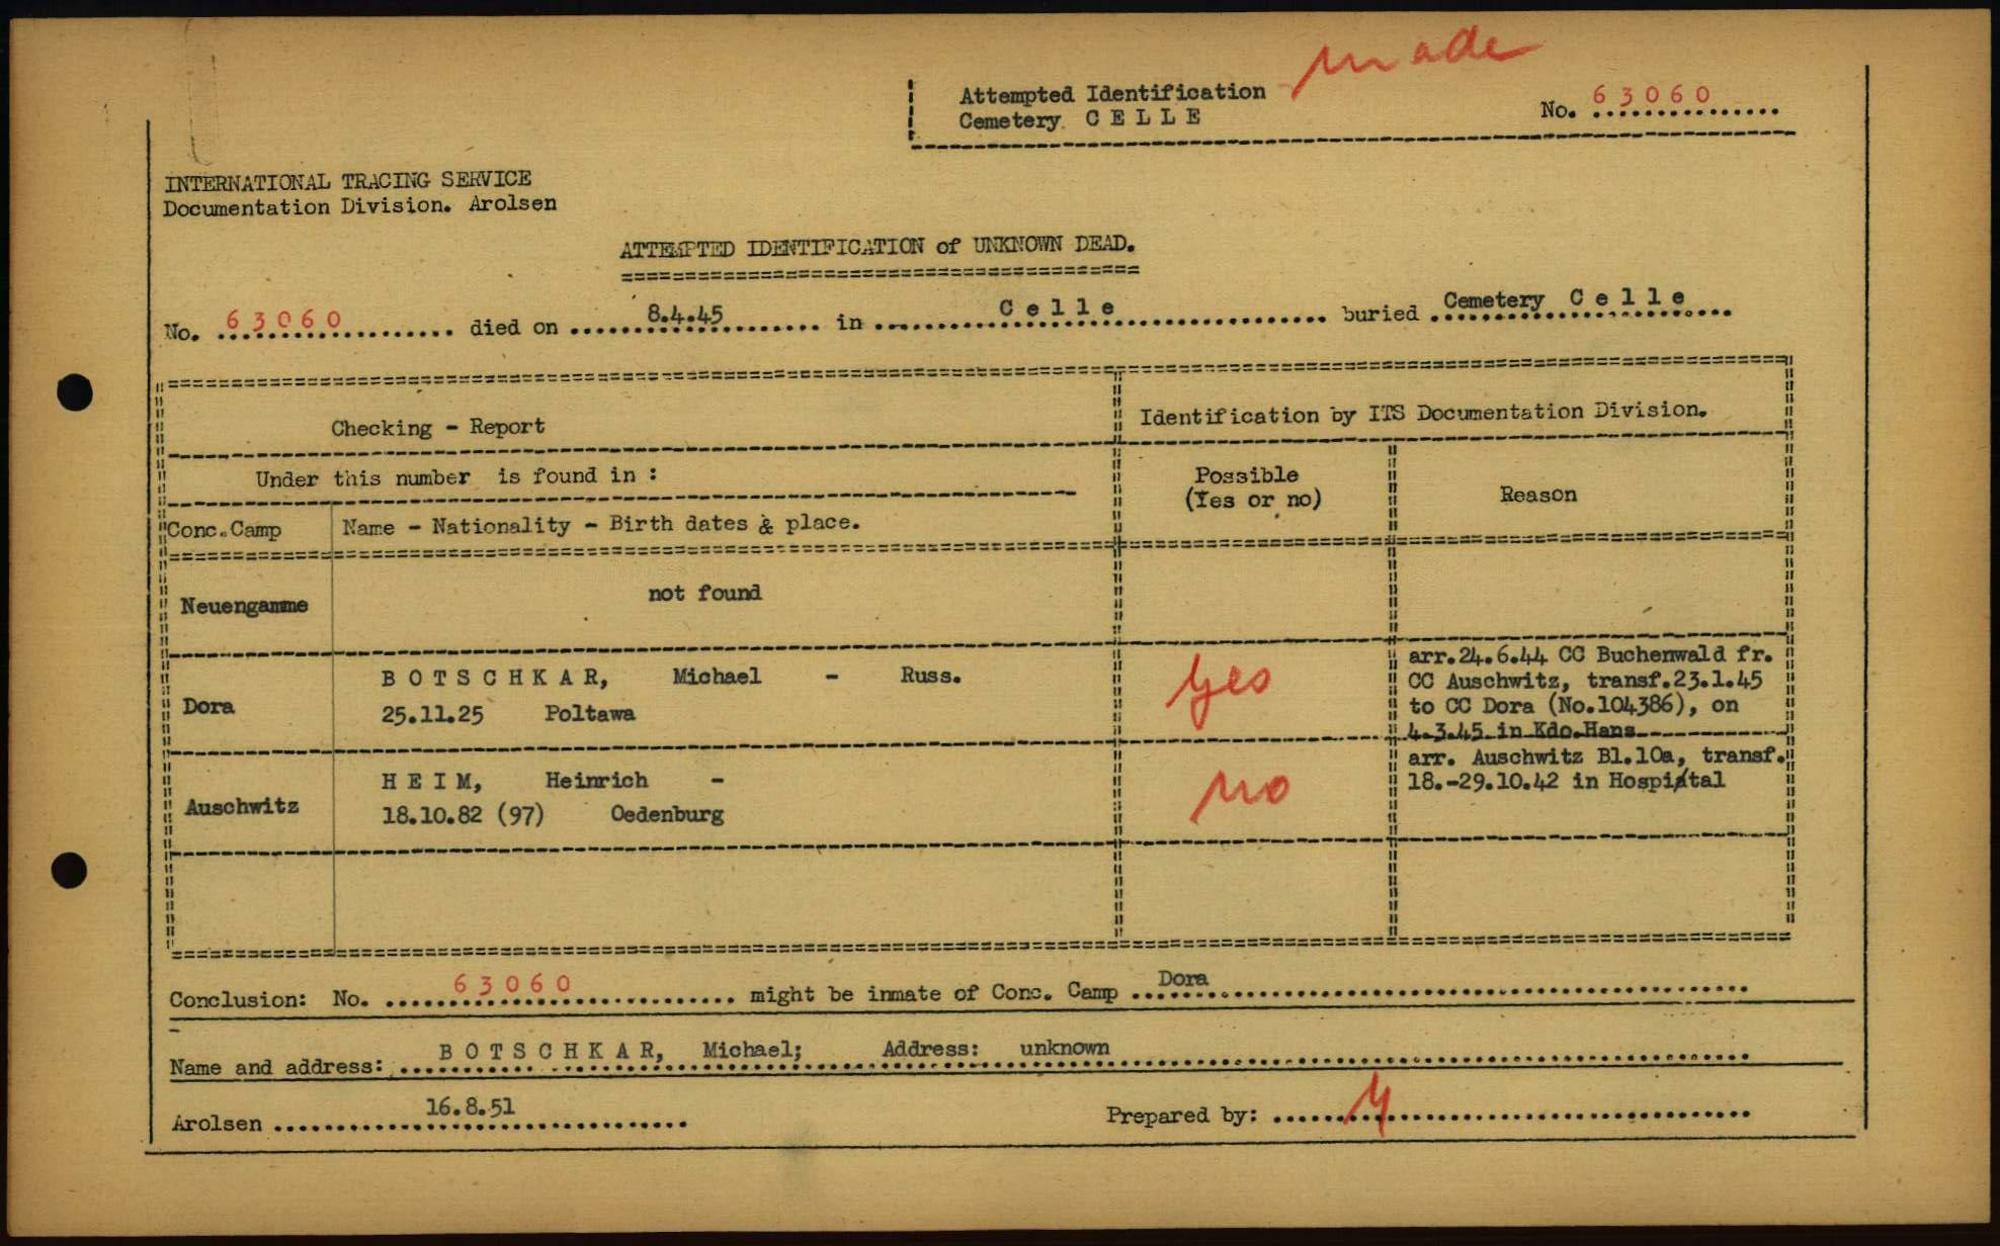 made
Attempted Identification
Cemetery C E L L E
No. 63060
INTERNATIONAL TRACING SERVICE
Documentation Division. Arolsen
ATTEMPTED IDENTIFICATION of UNKNOWN DEAD.
No. 63060 died on 8.4.45 in C e l l e buried Cemetery C e l l e
Checking - Report
Identification by ITS Documentation Division.
Under this number is found in :
Possible
(Yes or no)
Reason
Conc.Camp
Name - Nationality - Birth dates & place.
Neuengamme
not found
Dora
B O T S C H K A R, Michael - Russ.
25.11.25 Poltawa
yes
arr.24.6.44 CC Buchenwald fr.
CC Auschwitz, transf.23.1.45
to CC Dora (No.104386), on
4.3.45 in Kdo.Hans
Auschwitz
H E I M, Heinrich -
18.10.82 (97) Oedenburg
no
arr. Auschwitz Bl.10a, transf.
18.-29.10.42 in Hospital
Conclusion: No. 63060 might be inmate of Conc. Camp Dora
Name and address: B O T S C H K A R, Michael; Address: unknown
Arolsen 16.8.51
Prepared by: